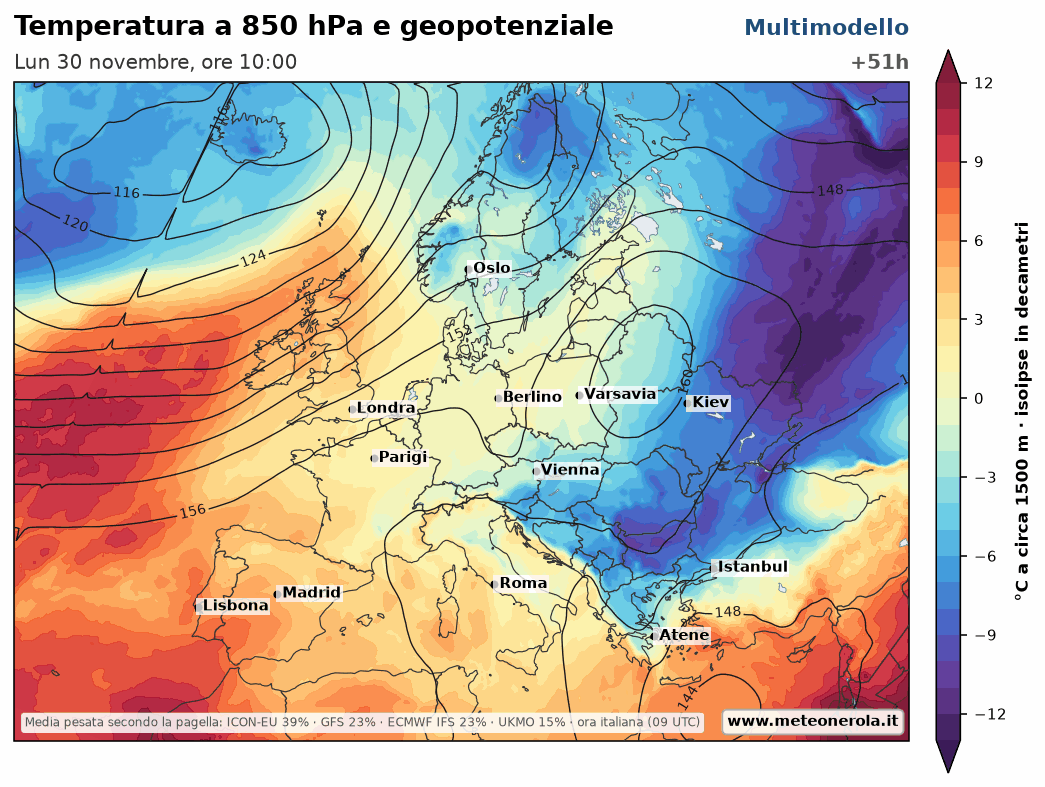 Temperatura a 850 hPa e geopotenziale
Multimodello
Lun 30 novembre, ore 10:00
+51h
116
116
120
124
148
152
160
156
148
144
Oslo
Londra
Berlino
Varsavia
Kiev
Parigi
Vienna
Istanbul
Roma
Madrid
Lisbona
Atene
12
9
6
3
0
−3
−6
−9
−12
°C a circa 1500 m · isoipse in decametri
Media pesata secondo la pagella: ICON-EU 39% · GFS 23% · ECMWF IFS 23% · UKMO 15% · ora italiana (09 UTC)
www.meteonerola.it